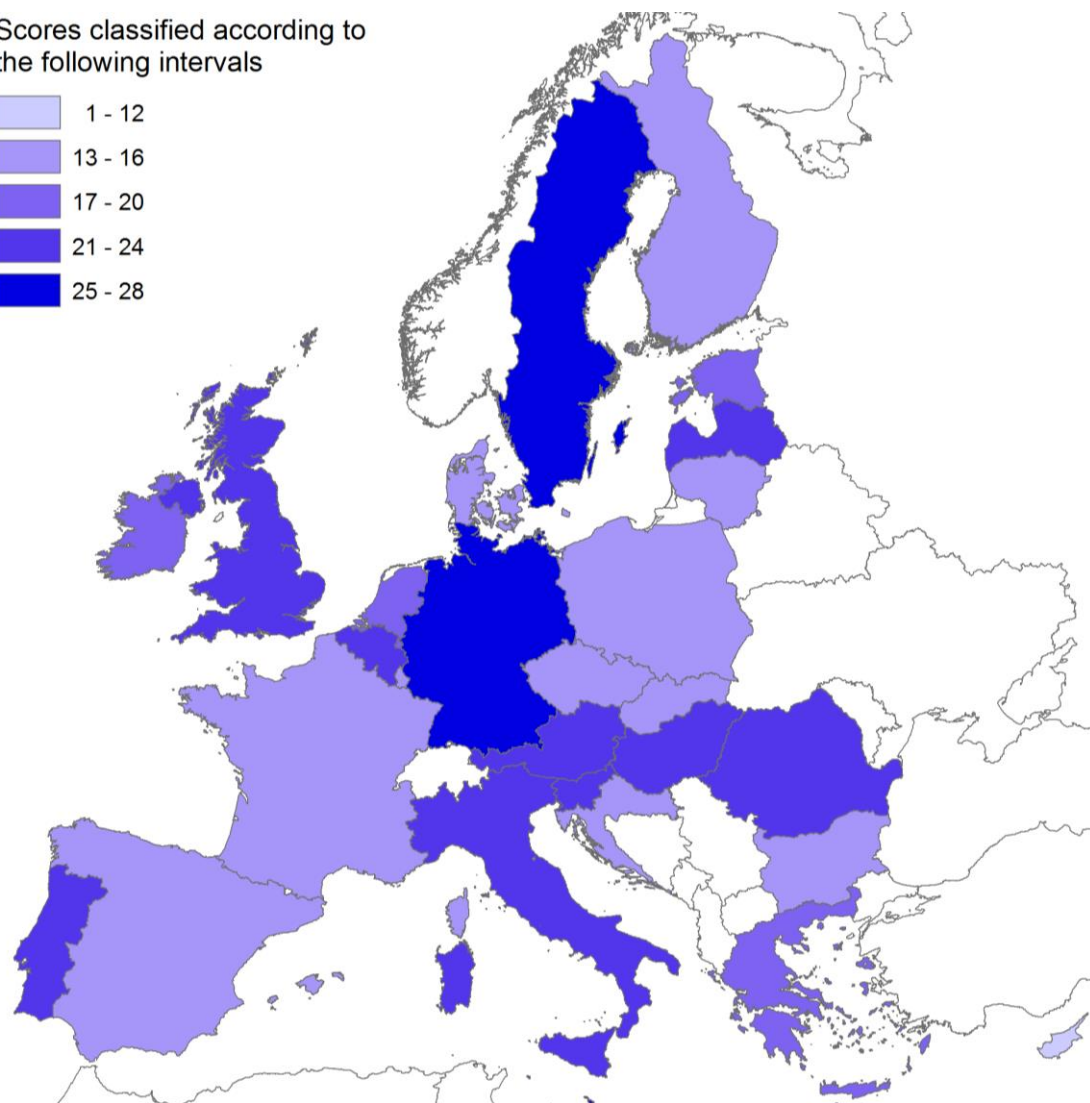 Scores classified according to
the following intervals
1 - 12
13 - 16
17 - 20
21 - 24
25 - 28